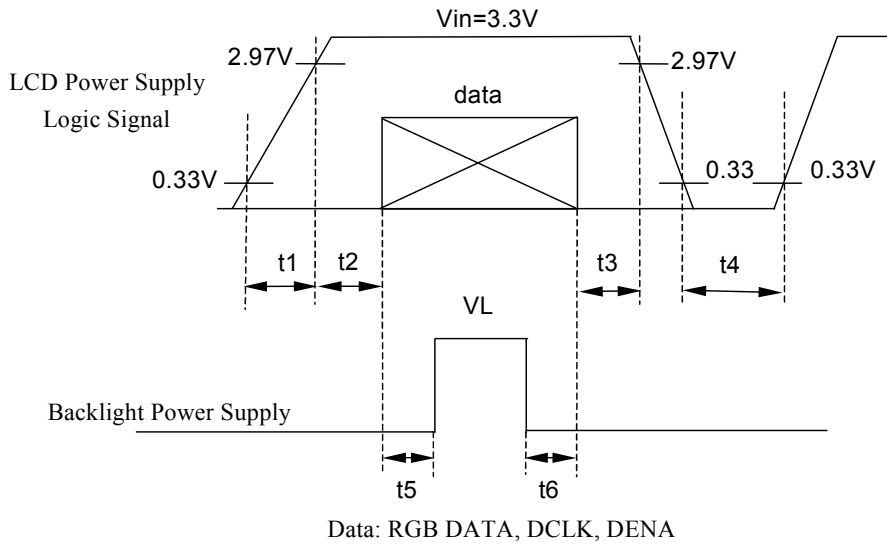 Vin=3.3V
2.97V
2.97V
LCD Power Supply
Logic Signal
data
0.33V
0.33
0.33V
t1
t2
t3
t4
VL
Backlight Power Supply
t5
t6
Data: RGB DATA, DCLK, DENA